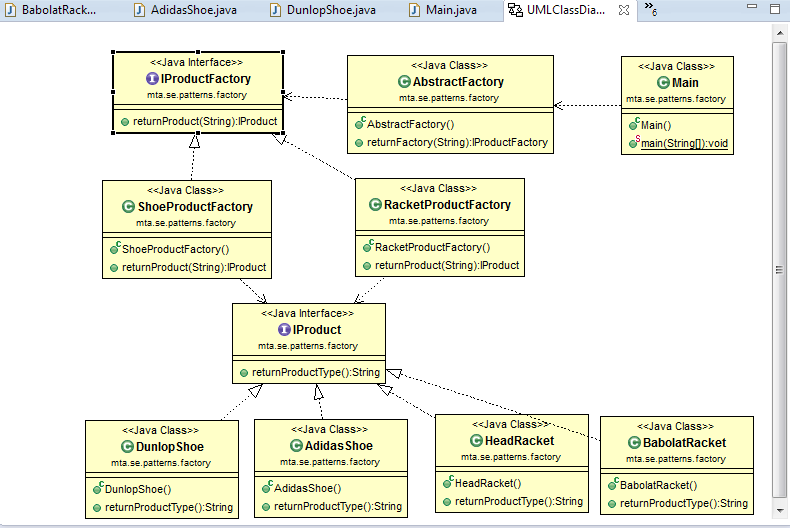 BabolatRack...
AdidasShoe.java
DunlopShoe.java
Main.java
UMLClassDia...
»6
<<Java Interface>>
IProductFactory
mta.se.patterns.factory
returnProduct(String):IProduct
<<Java Class>>
AbstractFactory
mta.se.patterns.factory
AbstractFactory()
returnFactory(String):IProductFactory
<<Java Class>>
Main
mta.se.patterns.factory
Main()
main(String[]):void
<<Java Class>>
ShoeProductFactory
mta.se.patterns.factory
ShoeProductFactory()
returnProduct(String):IProduct
<<Java Class>>
RacketProductFactory
mta.se.patterns.factory
RacketProductFactory()
returnProduct(String):IProduct
<<Java Interface>>
IProduct
mta.se.patterns.factory
returnProductType():String
<<Java Class>>
DunlopShoe
mta.se.patterns.factory
DunlopShoe()
returnProductType():String
<<Java Class>>
AdidasShoe
mta.se.patterns.factory
AdidasShoe()
returnProductType():String
<<Java Class>>
HeadRacket
mta.se.patterns.factory
HeadRacket()
returnProductType():String
<<Java Class>>
BabolatRacket
mta.se.patterns.factory
BabolatRacket()
returnProductType():String